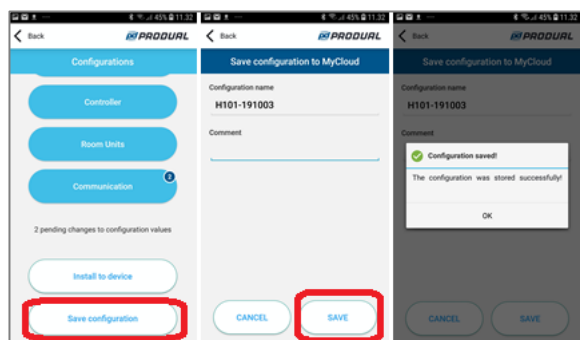 45% 11.32
Back
PRODUAL
Configurations
Controller
Room Units
Communication
2
2 pending changes to configuration values
Install to device
Save configuration
45% 11.32
Back
PRODUAL
Save configuration to MyCloud
Configuration name
H101-191003
Comment
CANCEL
SAVE
45% 11.32
Back
PRODUAL
Save configuration to MyCloud
Configuration name
H101-191003
Comment
Configuration saved!
The configuration was stored successfully!
OK
CANCEL
SAVE